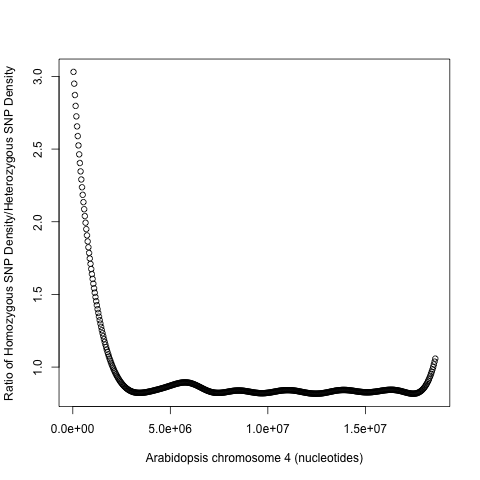 Ratio of Homozygous SNP Density/Heterozygous SNP Density
3.0
2.5
2.0
1.5
1.0
0.0e+00 5.0e+06 1.0e+07 1.5e+07
Arabidopsis chromosome 4 (nucleotides)